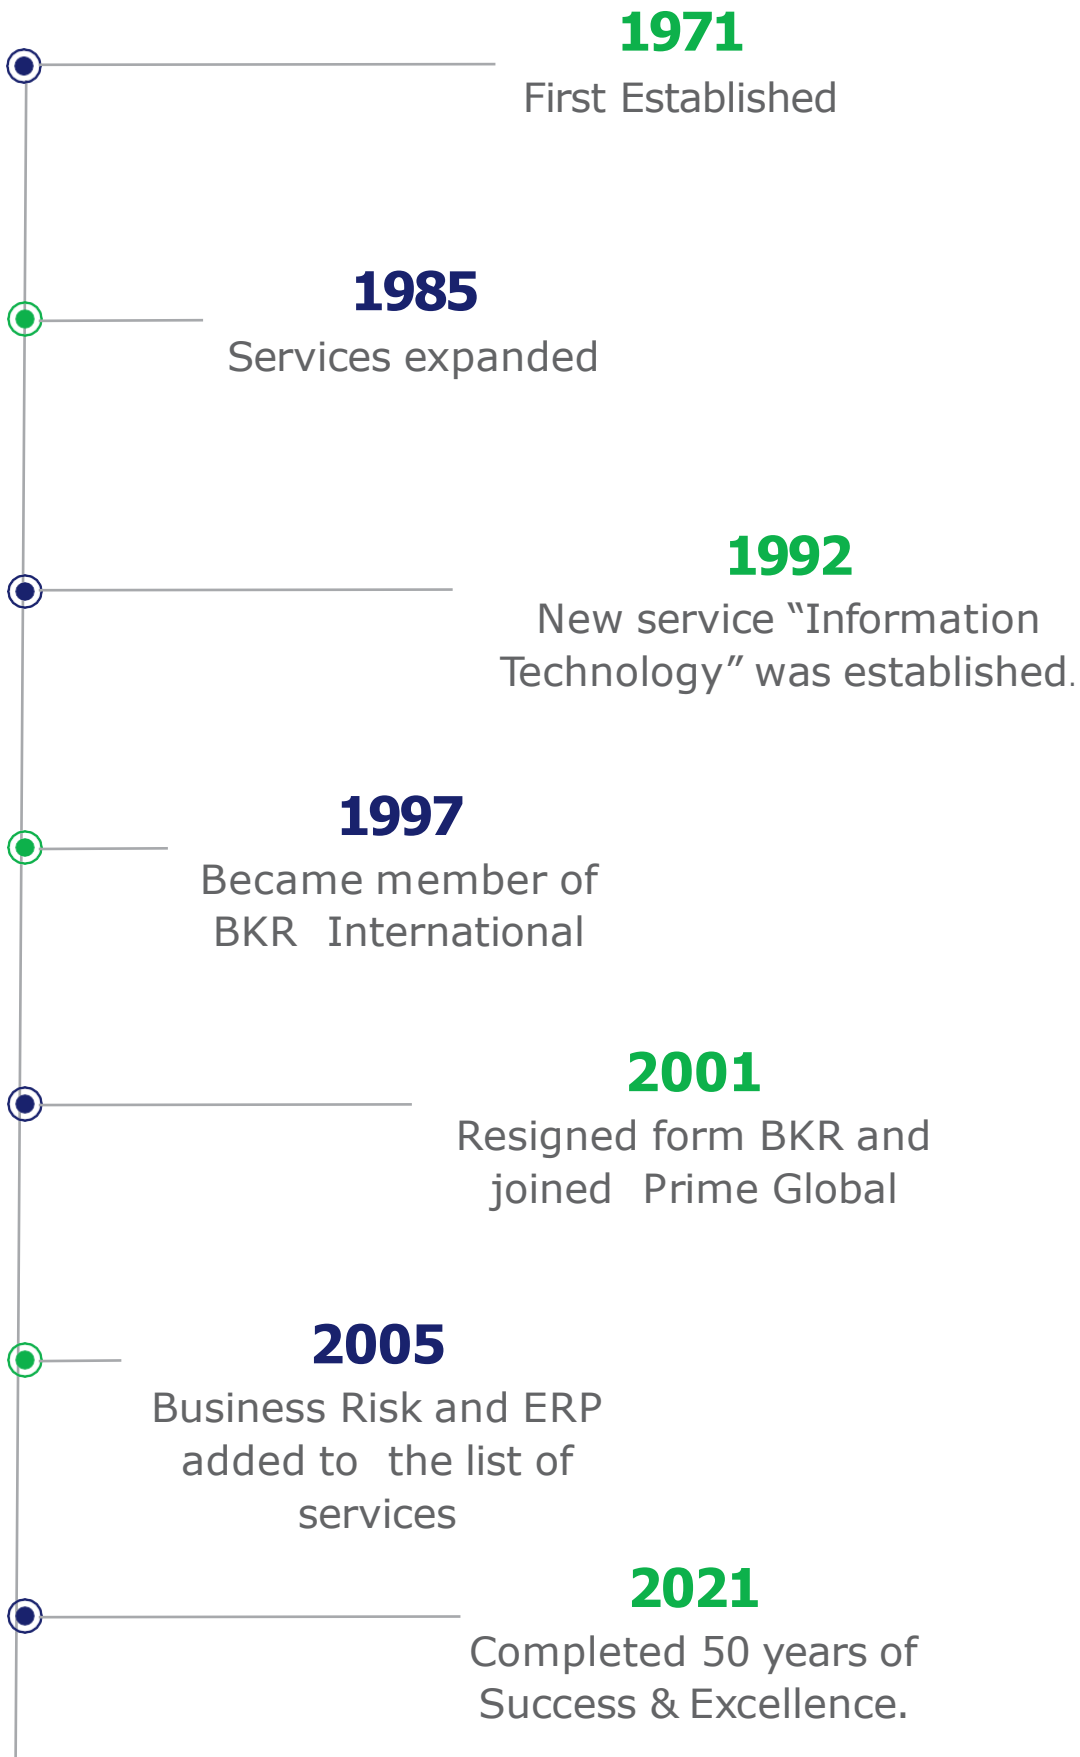 1971
First Established
1985
Services expanded
1992
New service “Information
Technology” was established.
1997
Became member of
BKR International
2001
Resigned form BKR and
joined Prime Global
2005
Business Risk and ERP
added to the list of
services
2021
Completed 50 years of
Success & Excellence.